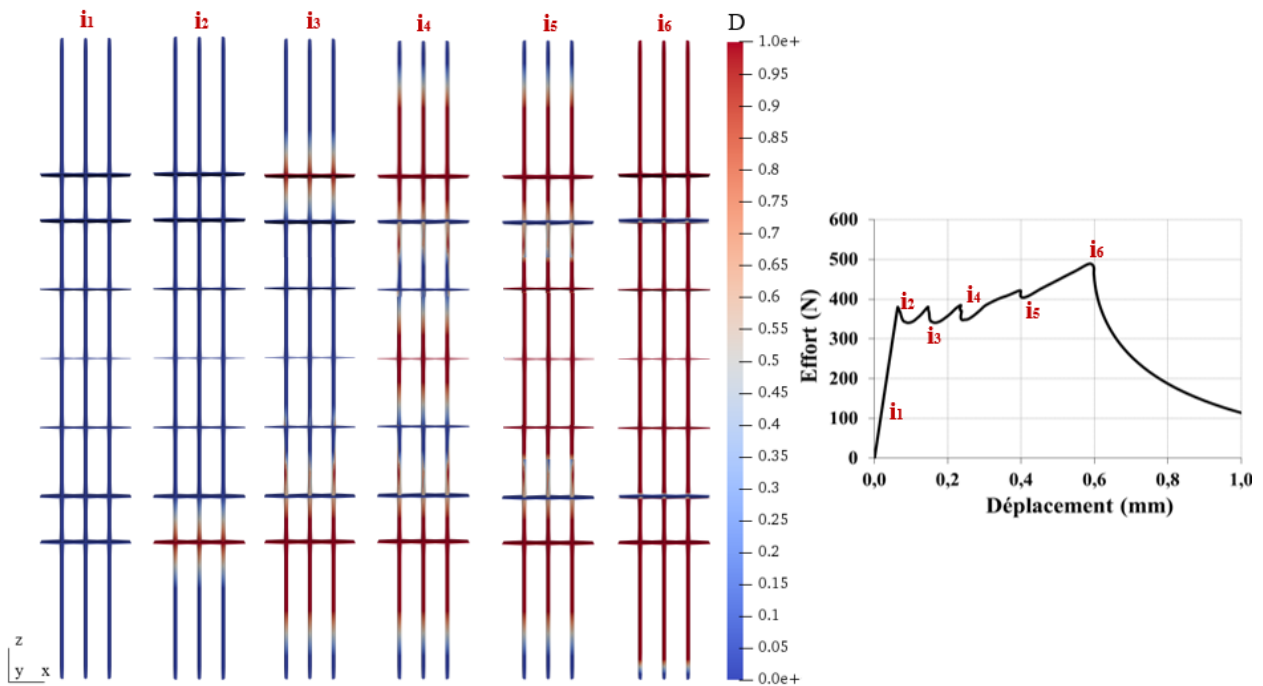 i1 i2 i3 i4 i5 i6 D
1.0e+
0.95
0.9
0.85
0.8
0.75
0.7
0.65
0.6
0.55
0.5
0.45
0.4
0.35
0.3
0.25
0.2
0.15
0.1
0.05
0.0e+
z
y x
600
500
400
300
200
100
0
Effort (N)
i1
i2
i3
i4
i5
i6
0,0 0,2 0,4 0,6 0,8 1,0
Déplacement (mm)